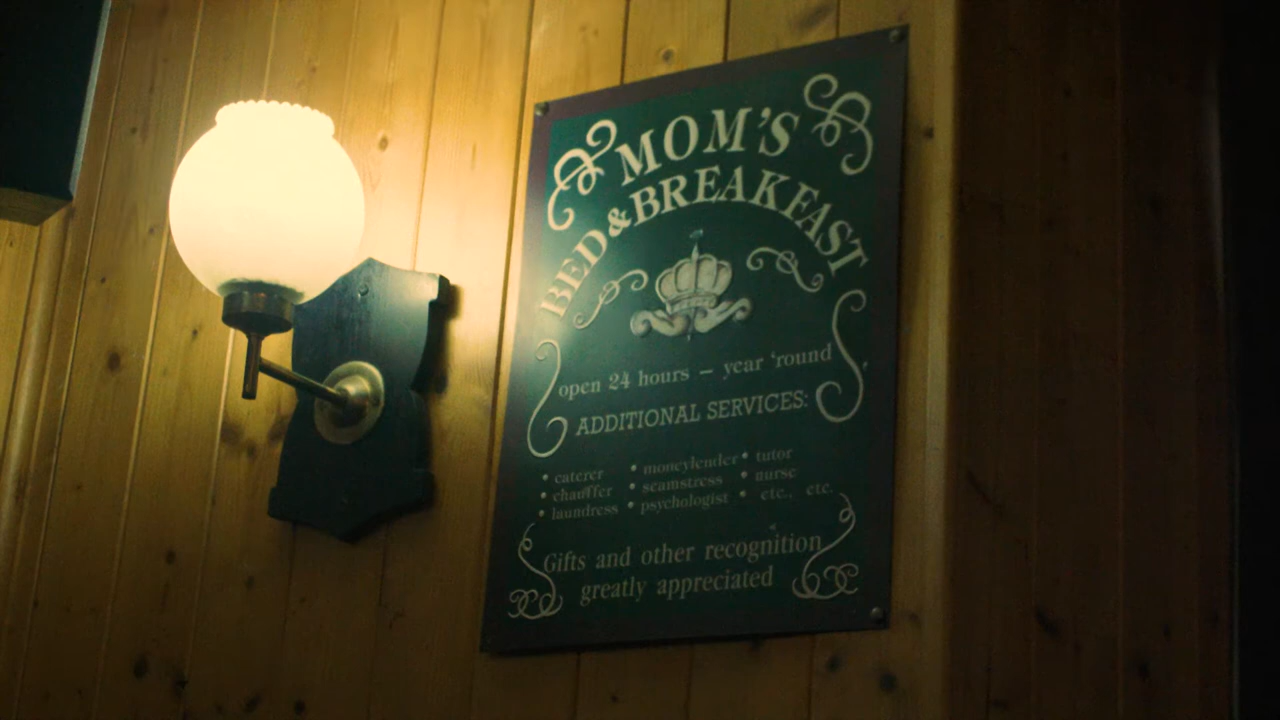 MOM'S
BED & BREAKFAST
open 24 hours – year 'round
ADDITIONAL SERVICES:
• caterer • moneylender • tutor
• chauffer • seamstress • nurse
• laundress • psychologist • etc., etc.
Gifts and other recognition
greatly appreciated